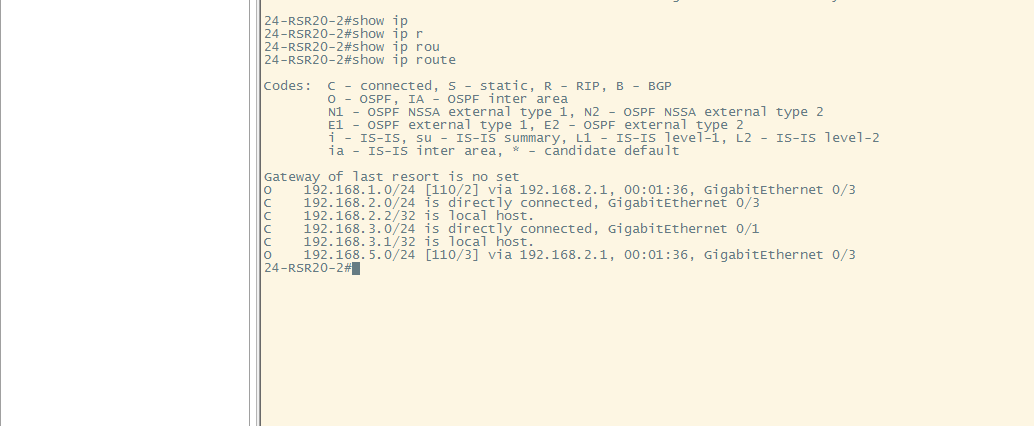 24-RSR20-2#show ip
24-RSR20-2#show ip r
24-RSR20-2#show ip rou
24-RSR20-2#show ip route
Codes:  C - connected, S - static, R - RIP, B - BGP
        O - OSPF, IA - OSPF inter area
        N1 - OSPF NSSA external type 1, N2 - OSPF NSSA external type 2
        E1 - OSPF external type 1, E2 - OSPF external type 2
        i - IS-IS, su - IS-IS summary, L1 - IS-IS level-1, L2 - IS-IS level-2
        ia - IS-IS inter area, * - candidate default
Gateway of last resort is no set
O    192.168.1.0/24 [110/2] via 192.168.2.1, 00:01:36, GigabitEthernet 0/3
C    192.168.2.0/24 is directly connected, GigabitEthernet 0/3
C    192.168.2.2/32 is local host.
C    192.168.3.0/24 is directly connected, GigabitEthernet 0/1
C    192.168.3.1/32 is local host.
O    192.168.5.0/24 [110/3] via 192.168.2.1, 00:01:36, GigabitEthernet 0/3
24-RSR20-2#